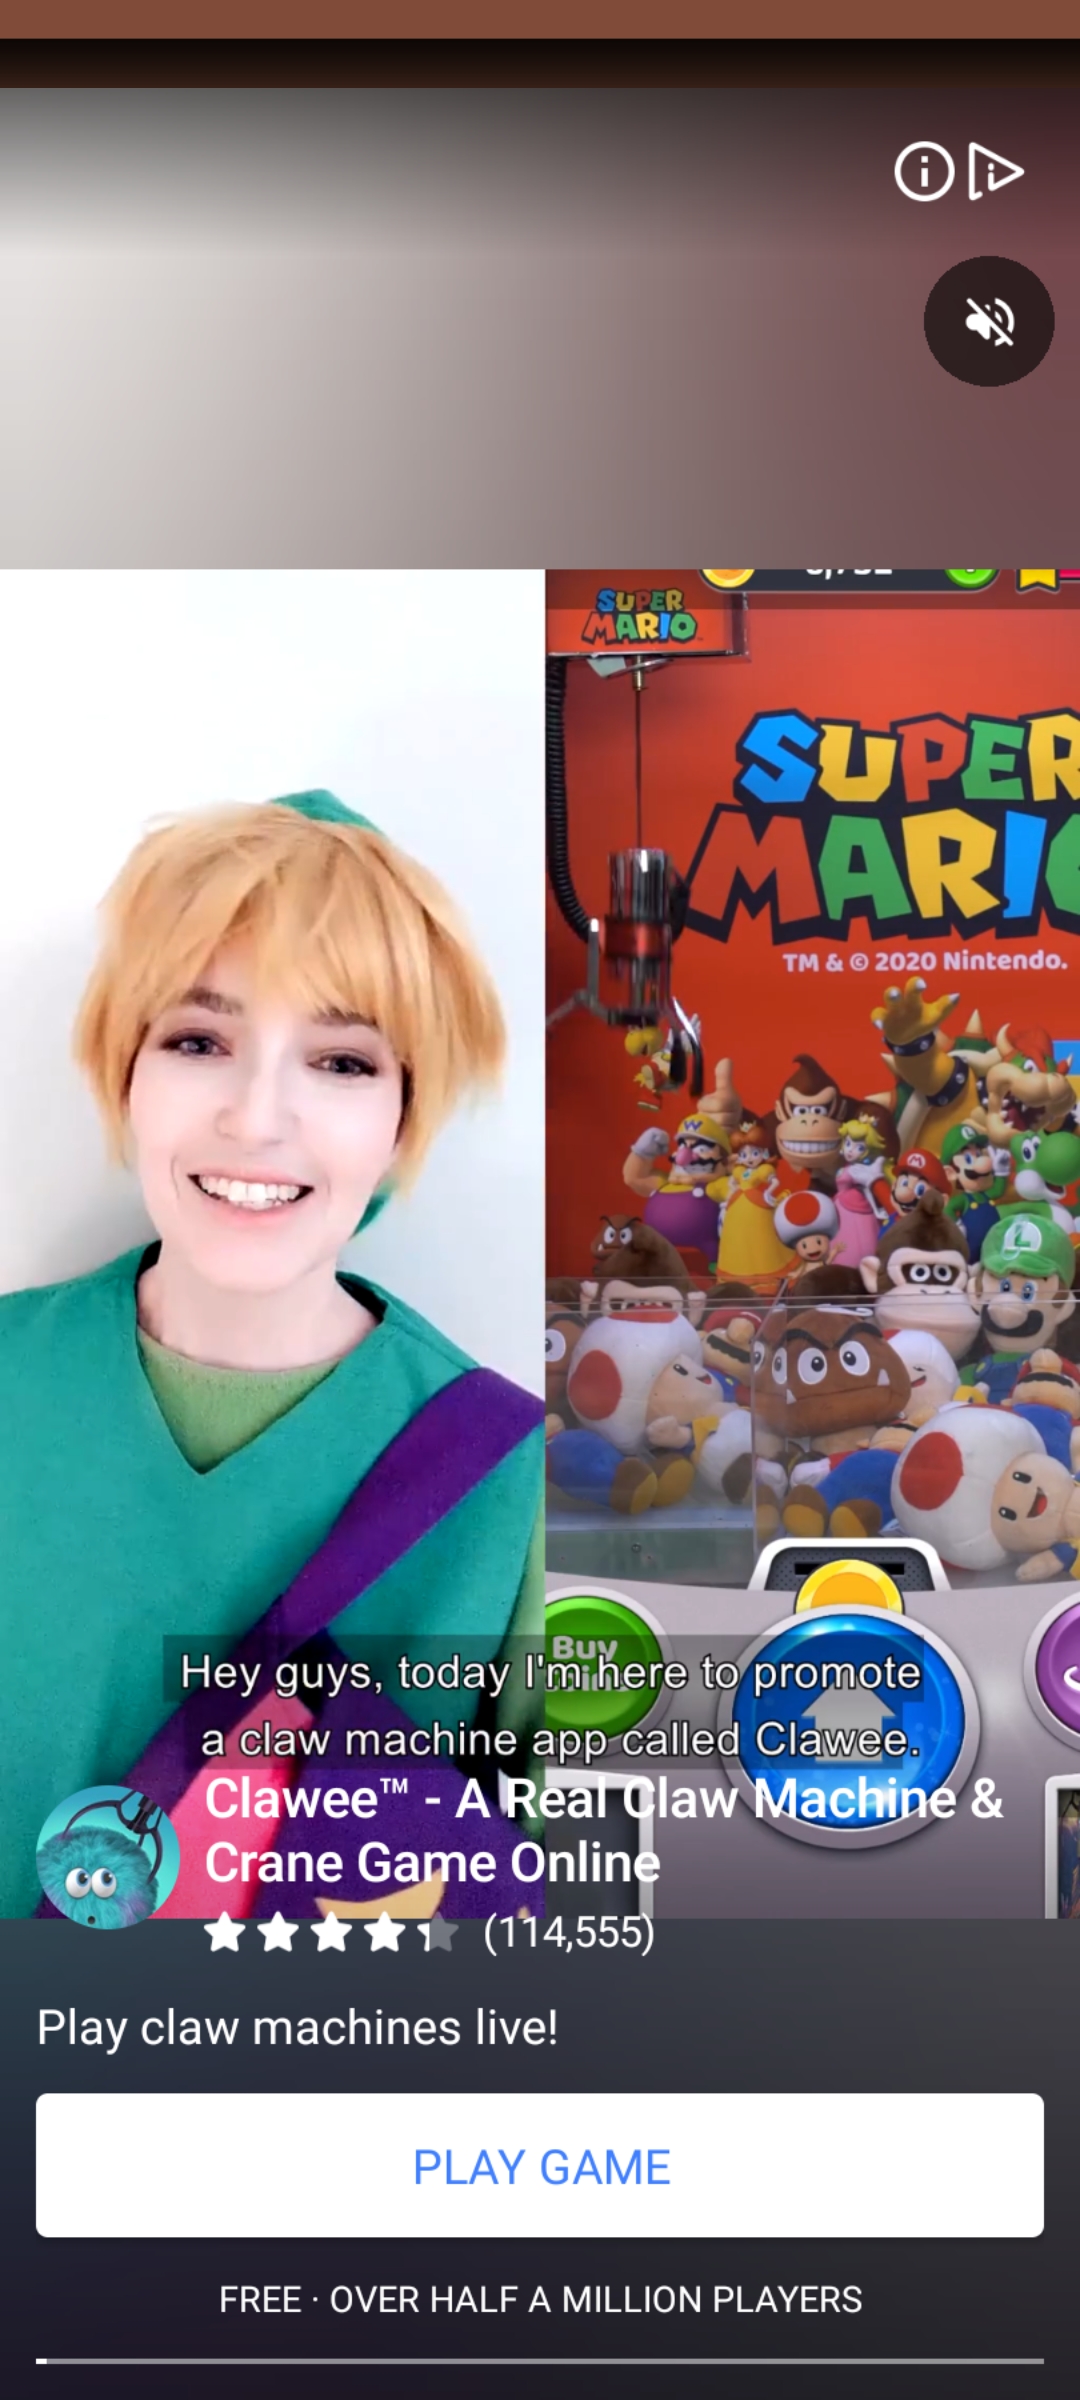 SUPER
MARIO
SUPER
MARIO
TM & © 2020 Nintendo.
Buy
Hey guys, today I'm here to promote
a claw machine app called Clawee.
Clawee™ - A Real Claw Machine &
Crane Game Online
(114,555)
Play claw machines live!
PLAY GAME
FREE · OVER HALF A MILLION PLAYERS